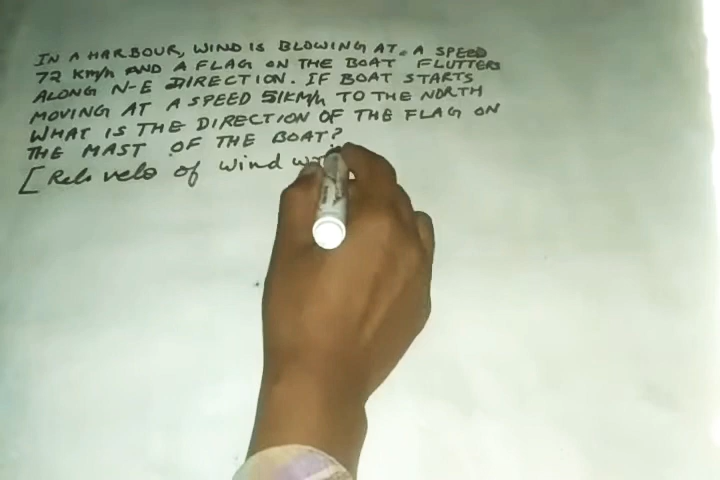 IN A HARBOUR, WIND IS BLOWING AT A SPEED
72 KM/h AND A FLAG ON THE BOAT FLUTTERS
ALONG N-E DIRECTION. IF BOAT STARTS
MOVING AT A SPEED 51KM/h TO THE NORTH
WHAT IS THE DIRECTION OF THE FLAG ON
THE MAST OF THE BOAT?
[Rel. velo of wind